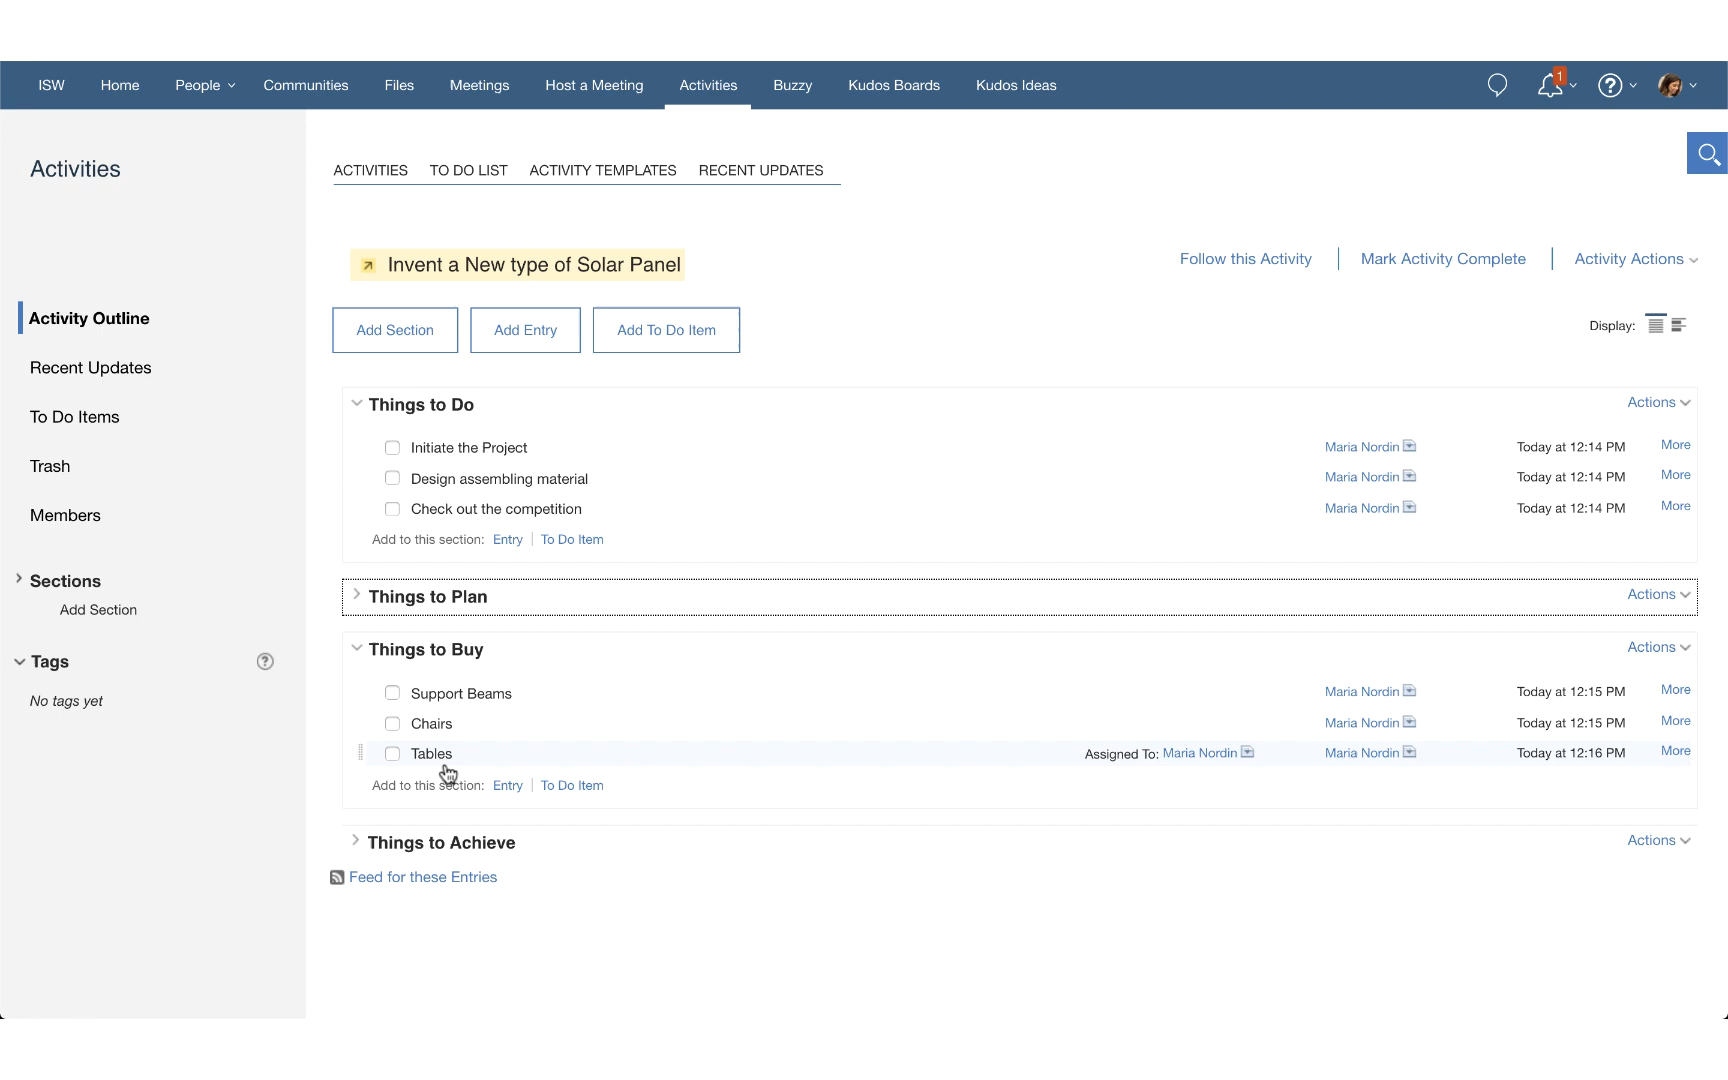 ISW Home People Communities Files Meetings Host a Meeting Activities Buzzy Kudos Boards Kudos Ideas 1
Activities
ACTIVITIES TO DO LIST ACTIVITY TEMPLATES RECENT UPDATES
Invent a New type of Solar Panel
Follow this Activity Mark Activity Complete Activity Actions
Add Section Add Entry Add To Do Item
Display:
Activity Outline
Recent Updates
To Do Items
Trash
Members
Sections
Add Section
Tags ?
No tags yet
Things to Do Actions
Initiate the Project Maria Nordin Today at 12:14 PM More
Design assembling material Maria Nordin Today at 12:14 PM More
Check out the competition Maria Nordin Today at 12:14 PM More
Add to this section: Entry To Do Item
Things to Plan Actions
Things to Buy Actions
Support Beams Maria Nordin Today at 12:15 PM More
Chairs Maria Nordin Today at 12:15 PM More
Tables Assigned To: Maria Nordin Maria Nordin Today at 12:16 PM More
Add to this section: Entry To Do Item
Things to Achieve Actions
Feed for these Entries